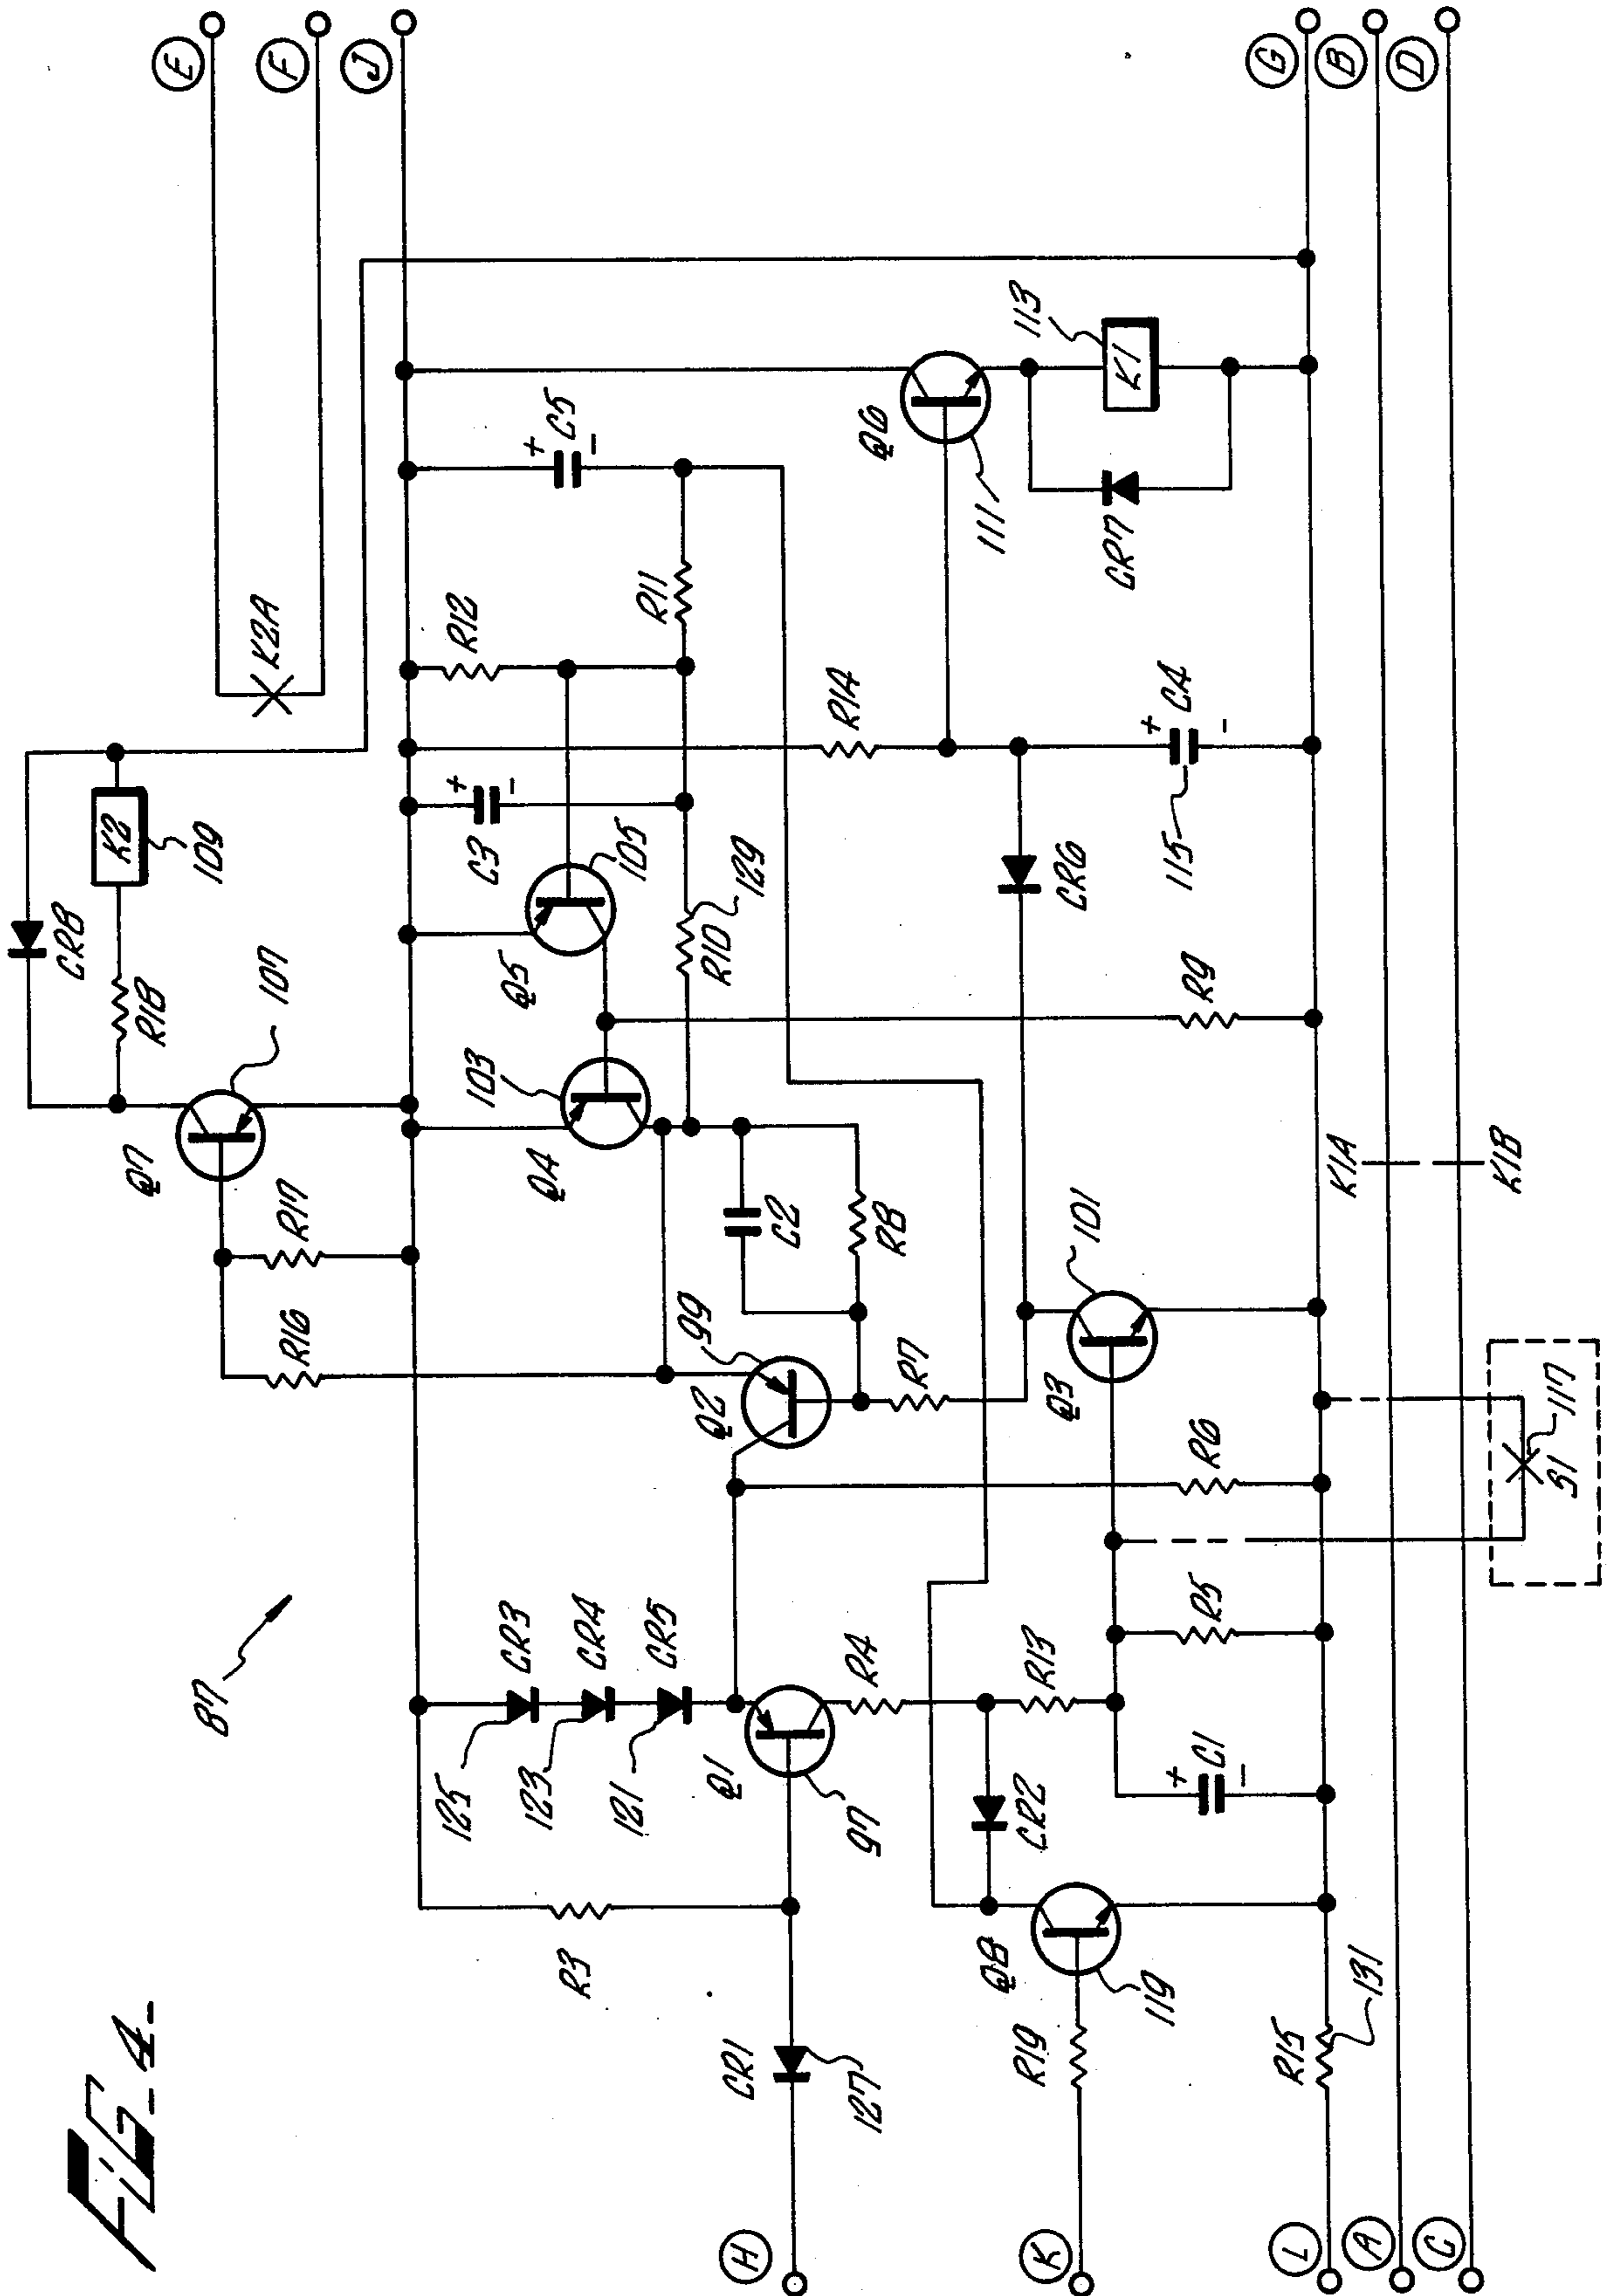 FIG-4-
87
CR8
R18
K2
109
107
Q7
R16
R17
K2A
E
F
J
125
CR3
123
CR4
121
CR5
R3
Q1
97
Q2
99
Q4
103
Q5
105
C3
+
-
R12
C5
+
-
R11
C2
R8
R10
129
R7
R4
R13
CR1
127
H
CR2
Q8
119
R19
K
C1
+
-
R5
R6
Q3
101
CR6
R14
R9
C4
+
-
115
Q6
111
CR7
K1
113
R15
131
L
A
C
K1A
K1B
S1
117
G
B
D